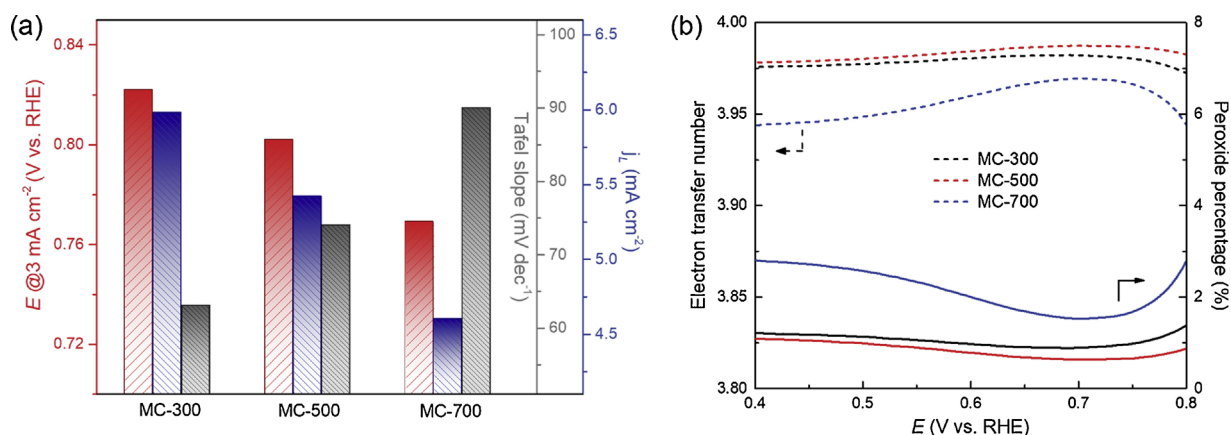 (a)
E @3 mA cm-2 (V vs. RHE)
0.84
0.80
0.76
0.72
MC-300
MC-500
MC-700
100
90
80
70
60
Tafel slope (mV dec-1)
6.5
6.0
5.5
5.0
4.5
jL (mA cm-2)
(b)
Electron transfer number
4.00
3.95
3.90
3.85
3.80
MC-300
MC-500
MC-700
8
6
4
2
0
Peroxide percentage (%)
0.4
0.5
0.6
0.7
0.8
E (V vs. RHE)